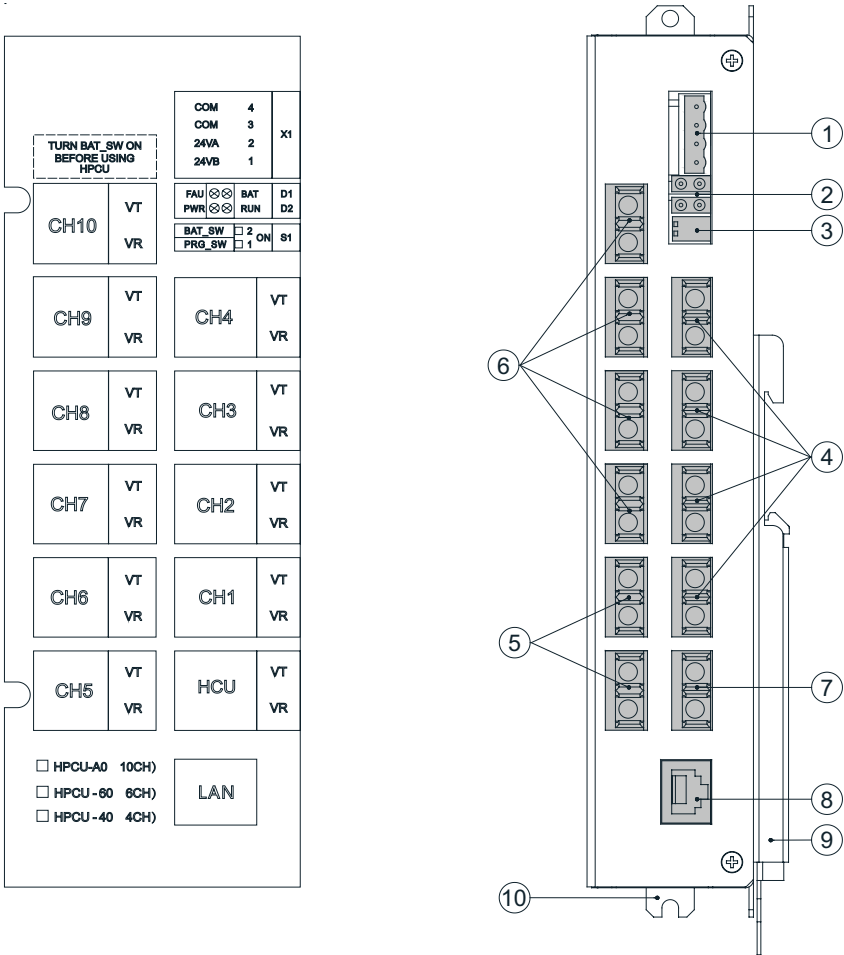 COM 4
COM 3
24VA 2
24VB 1
X1
TURN BAT_SW ON
BEFORE USING
HPCU
FAU BAT D1
PWR RUN D2
BAT_SW 2
PRG_SW 1
ON S1
CH10 VT
VR
CH9 VT
VR
CH4 VT
VR
CH8 VT
VR
CH3 VT
VR
CH7 VT
VR
CH2 VT
VR
CH6 VT
VR
CH1 VT
VR
CH5 VT
VR
HCU VT
VR
HPCU-A0 10CH)
HPCU-60 6CH)
HPCU-40 4CH)
LAN
1
2
3
6
4
5
7
8
9
10